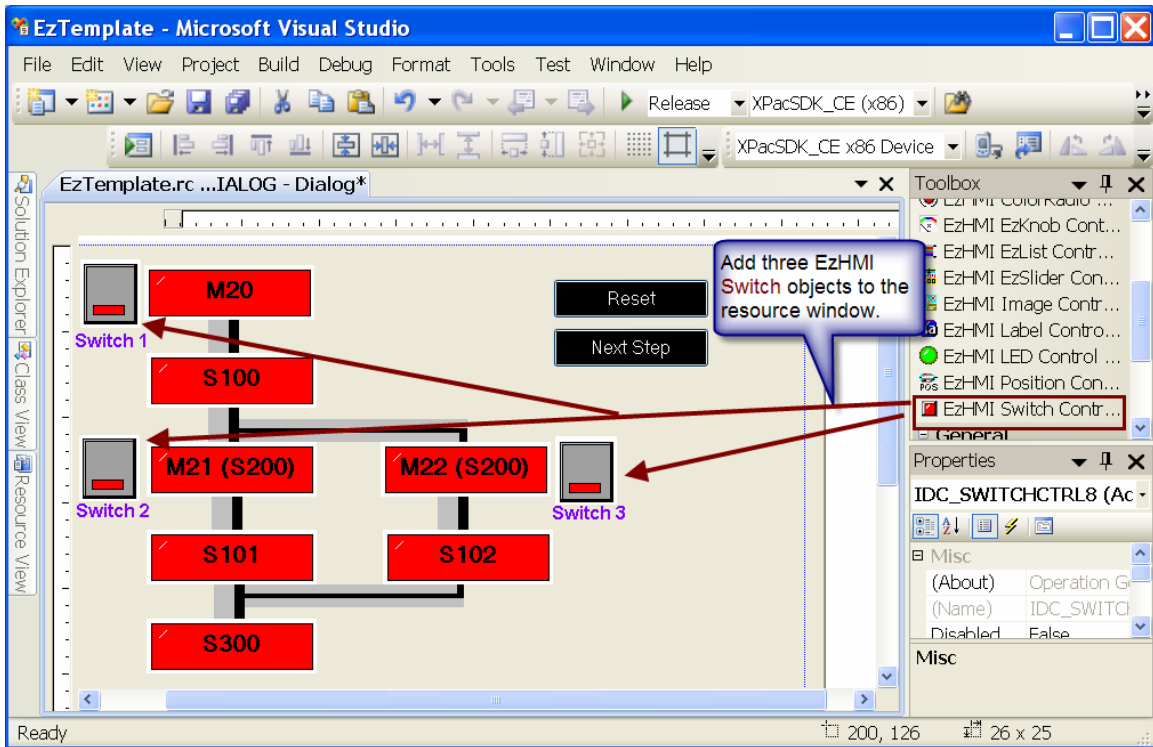 EzTemplate - Microsoft Visual Studio
File Edit View Project Build Debug Format Tools Test Window Help
Release XPacSDK_CE (x86)
XPacSDK_CE x86 Device
Solution Explorer
Class View
Resource View
EzTemplate.rc ...IALOG - Dialog*
Switch 1
M20
S100
Reset
Next Step
Add three EzHMI
Switch objects to the
resource window.
M21 (S200)
M22 (S200)
Switch 2
Switch 3
S101
S102
S300
Toolbox
EzHMI ColorRadio ...
EzHMI EzKnob Cont...
EzHMI EzList Contr...
EzHMI EzSlider Con...
EzHMI Image Contr...
EzHMI Label Contro...
EzHMI LED Control ...
POS
EzHMI Position Con...
EzHMI Switch Contr...
General
Properties
IDC_SWITCHCTRL8 (Ac
Misc
(About) Operation G
(Name) IDC_SWITCH
Disabled False
Misc
Ready
200, 126
26 x 25